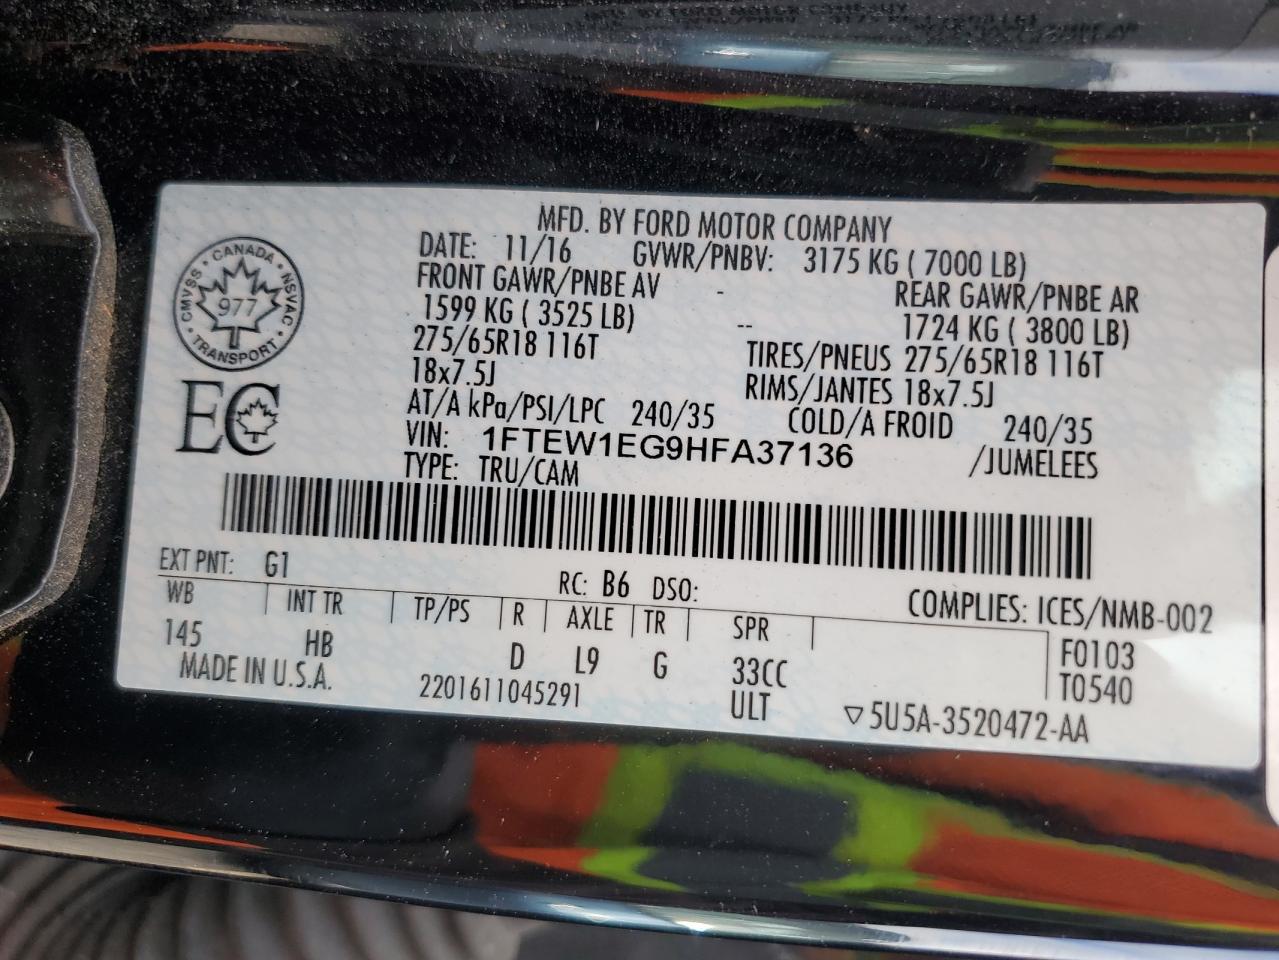 MFD. BY FORD MOTOR COMPANY
DATE: 11/16 GVWR/PNBV: 3175 KG ( 7000 LB)
FRONT GAWR/PNBE AV - REAR GAWR/PNBE AR
1599 KG ( 3525 LB) -- 1724 KG ( 3800 LB)
275/65R18 116T TIRES/PNEUS 275/65R18 116T
18x7.5J RIMS/JANTES 18x7.5J
AT/A kPa/PSI/LPC 240/35 COLD/A FROID 240/35
VIN: 1FTEW1EG9HFA37136 /JUMELEES
TYPE: TRU/CAM
CANADA
CMVSS NSVAC
977
TRANSPORT
EC
EXT PNT: G1 RC: B6 DSO: COMPLIES: ICES/NMB-002
WB INT TR TP/PS R AXLE TR SPR F0103
145 HB D L9 G 33CC T0540
MADE IN U.S.A. 2201611045291 ULT ▽5U5A-3520472-AA